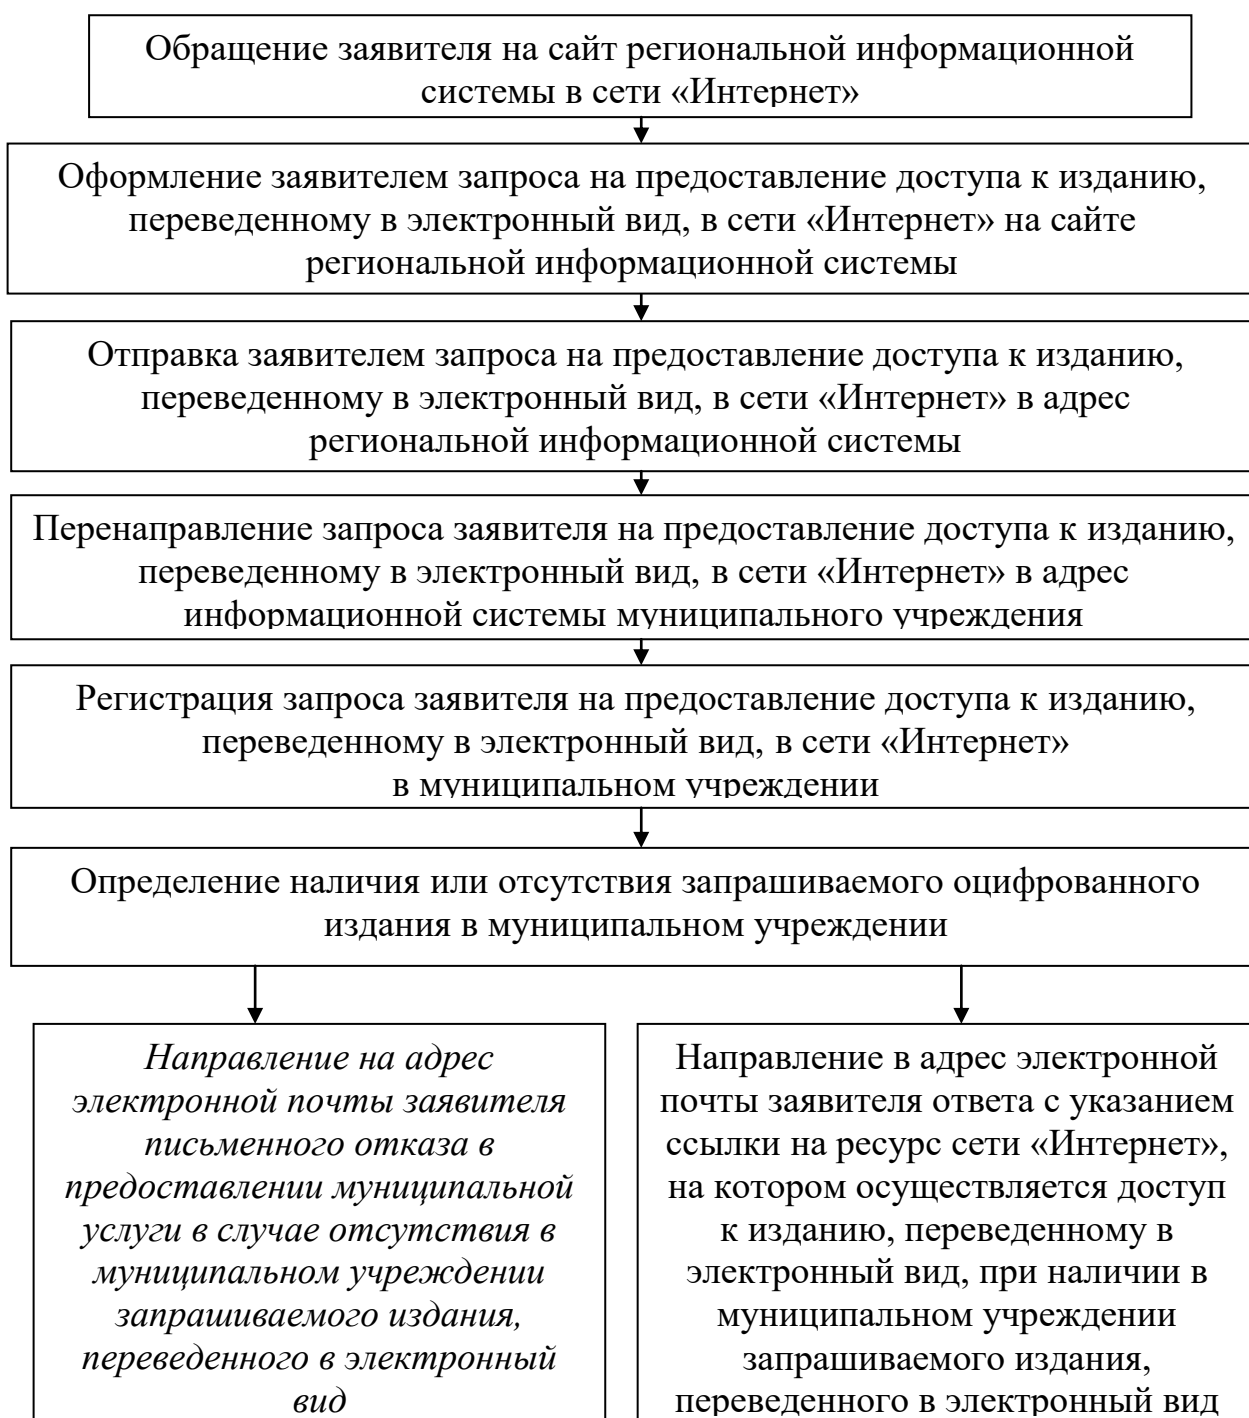 Обращение заявителя на сайт региональной информационной
системы в сети «Интернет»
Оформление заявителем запроса на предоставление доступа к изданию,
переведенному в электронный вид, в сети «Интернет» на сайте
региональной информационной системы
Отправка заявителем запроса на предоставление доступа к изданию,
переведенному в электронный вид, в сети «Интернет» в адрес
региональной информационной системы
Перенаправление запроса заявителя на предоставление доступа к изданию,
переведенному в электронный вид, в сети «Интернет» в адрес
информационной системы муниципального учреждения
Регистрация запроса заявителя на предоставление доступа к изданию,
переведенному в электронный вид, в сети «Интернет»
в муниципальном учреждении
Определение наличия или отсутствия запрашиваемого оцифрованного
издания в муниципальном учреждении
Направление на адрес
электронной почты заявителя
письменного отказа в
предоставлении муниципальной
услуги в случае отсутствия в
муниципальном учреждении
запрашиваемого издания,
переведенного в электронный
вид
Направление в адрес электронной
почты заявителя ответа с указанием
ссылки на ресурс сети «Интернет»,
на котором осуществляется доступ
к изданию, переведенному в
электронный вид, при наличии в
муниципальном учреждении
запрашиваемого издания,
переведенного в электронный вид